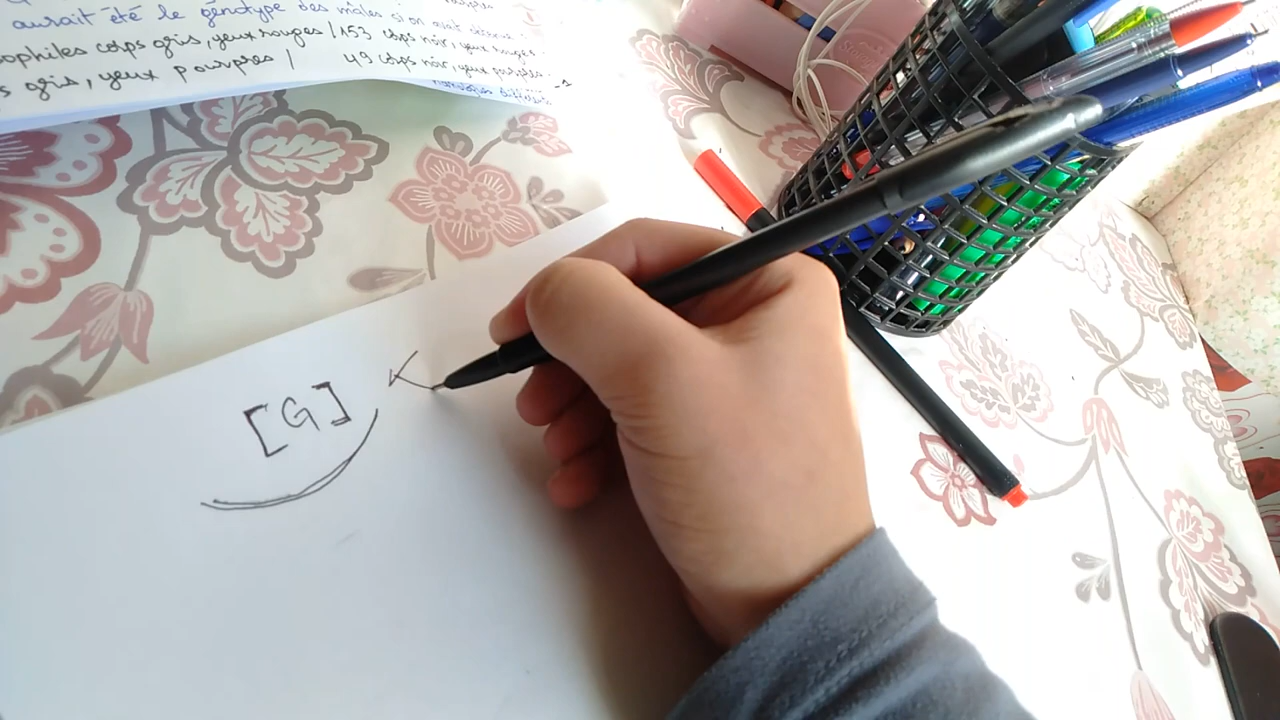 aurait été le génotype des mâles si on avait
ophiles corps gris, yeux rouges / 153 corps noir, yeux rouges
s gris, yeux pourpres / 49 corps noir, yeux pourpres
[G]